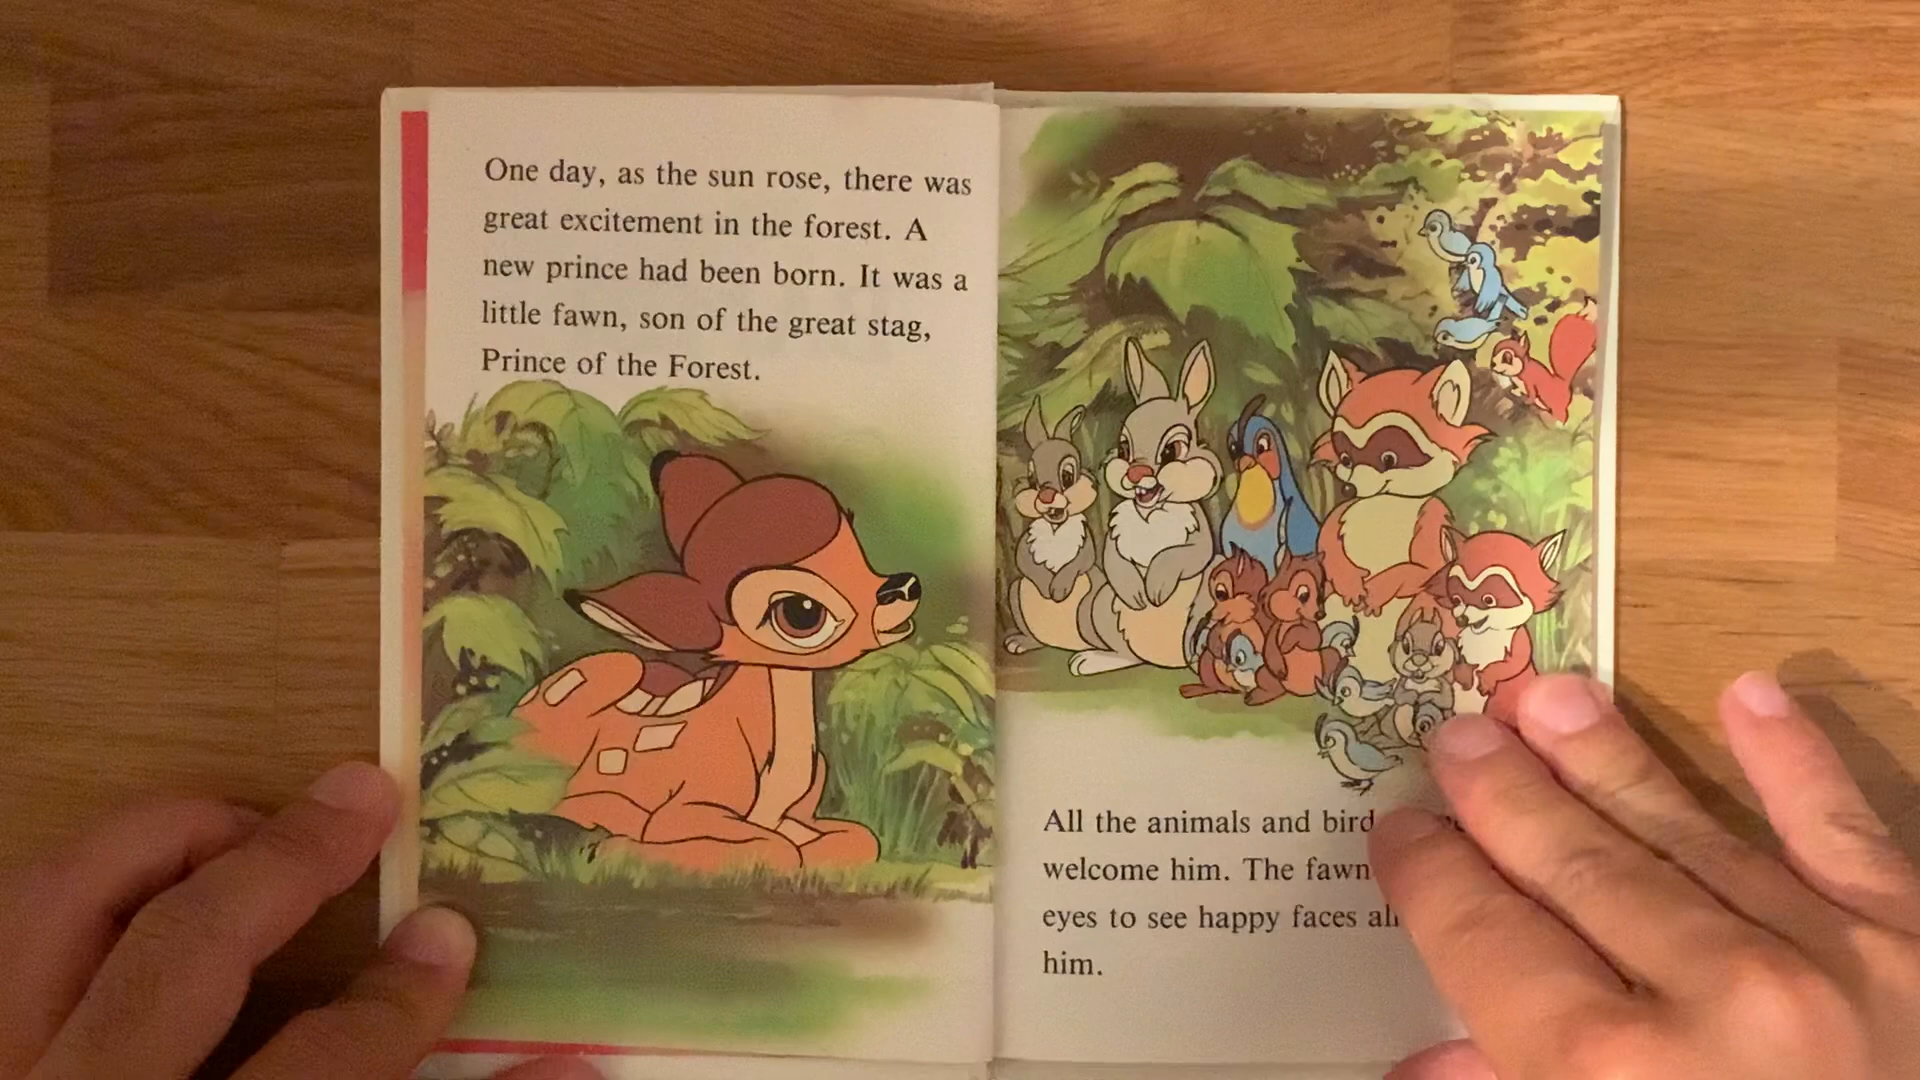 One day, as the sun rose, there was
great excitement in the forest. A
new prince had been born. It was a
little fawn, son of the great stag,
Prince of the Forest.
All the animals and bird
welcome him. The fawn
eyes to see happy faces all
him.